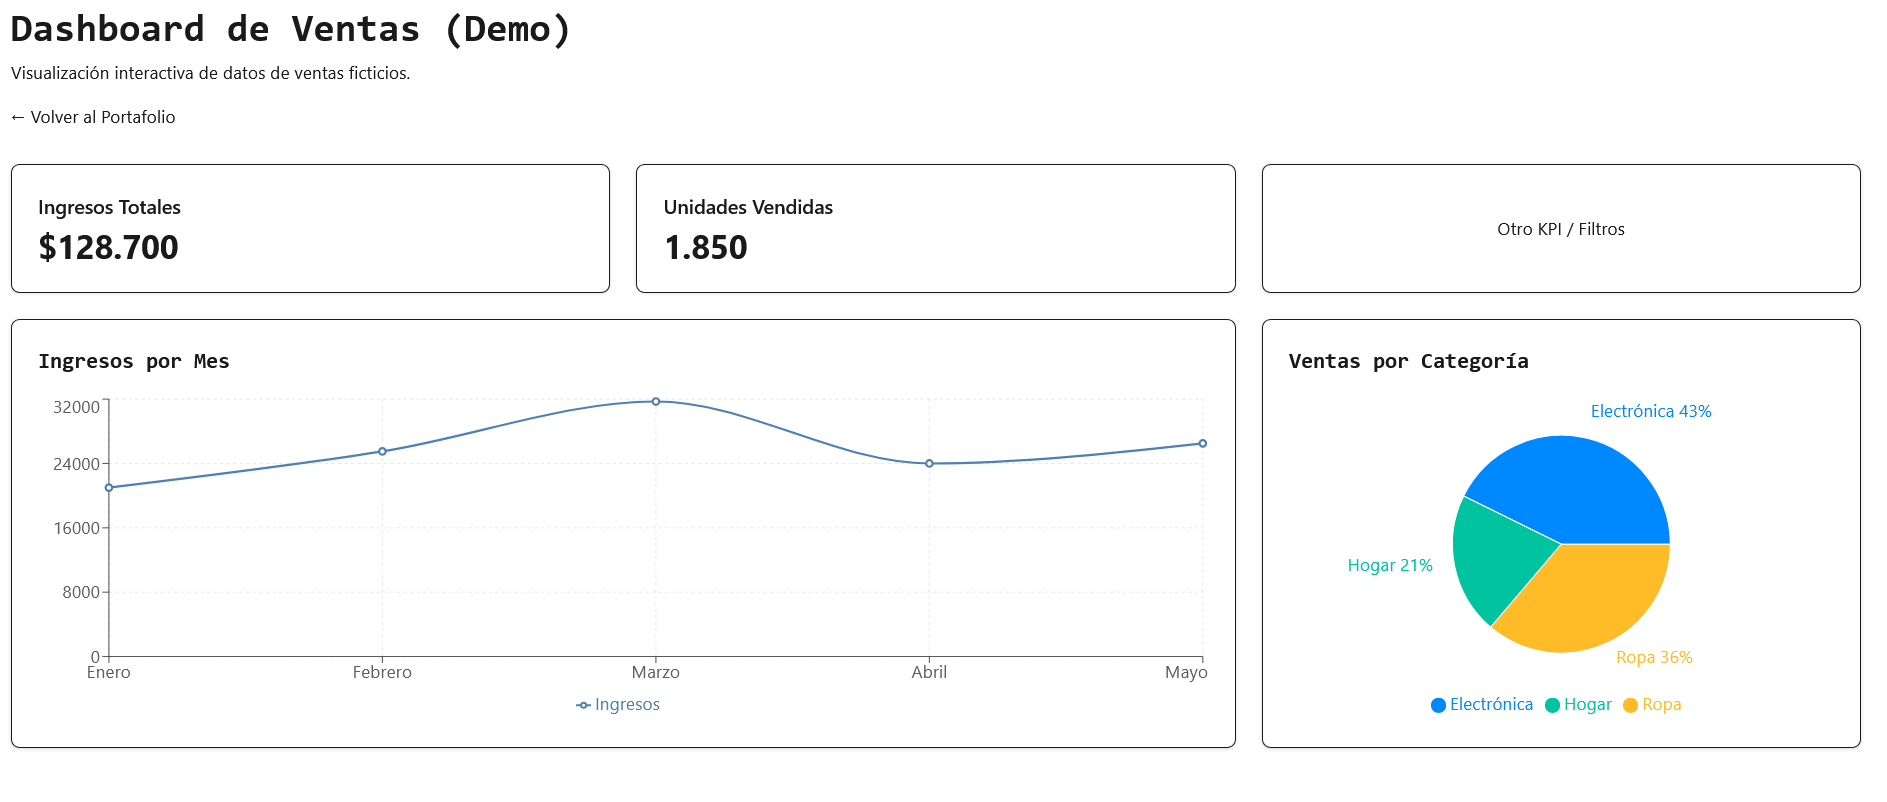 Dashboard de Ventas (Demo)
Visualización interactiva de datos de ventas ficticios.
← Volver al Portafolio
Ingresos Totales
$128.700
Unidades Vendidas
1.850
Otro KPI / Filtros
Ingresos por Mes
32000
24000
16000
8000
0
Enero Febrero Marzo Abril Mayo
Ingresos
Ventas por Categoría
Electrónica 43%
Hogar 21%
Ropa 36%
Electrónica Hogar Ropa